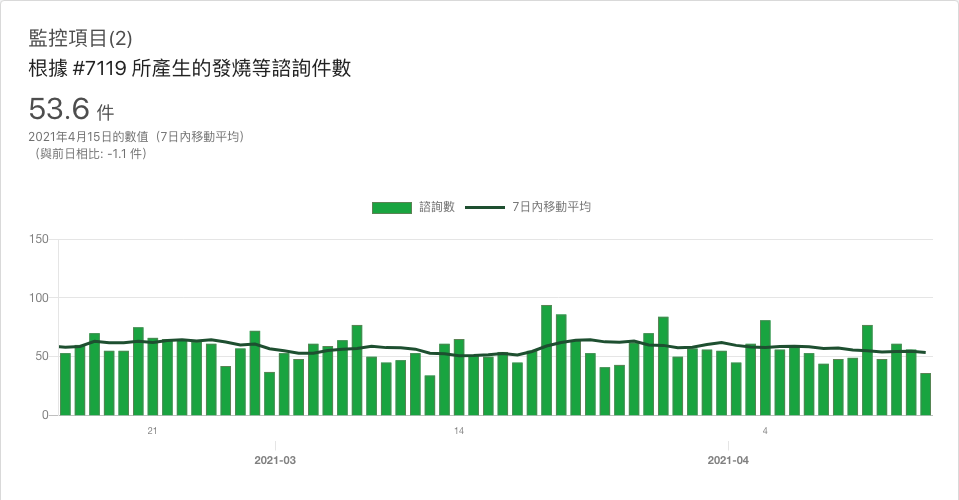 監控項目(2)
根據 #7119 所產生的發燒等諮詢件數
53.6 件
2021年4月15日的數值（7日內移動平均）
（與前日相比: -1.1 件）
諮詢數 7日內移動平均
150
100
50
0
21 14 4
2021-03 2021-04